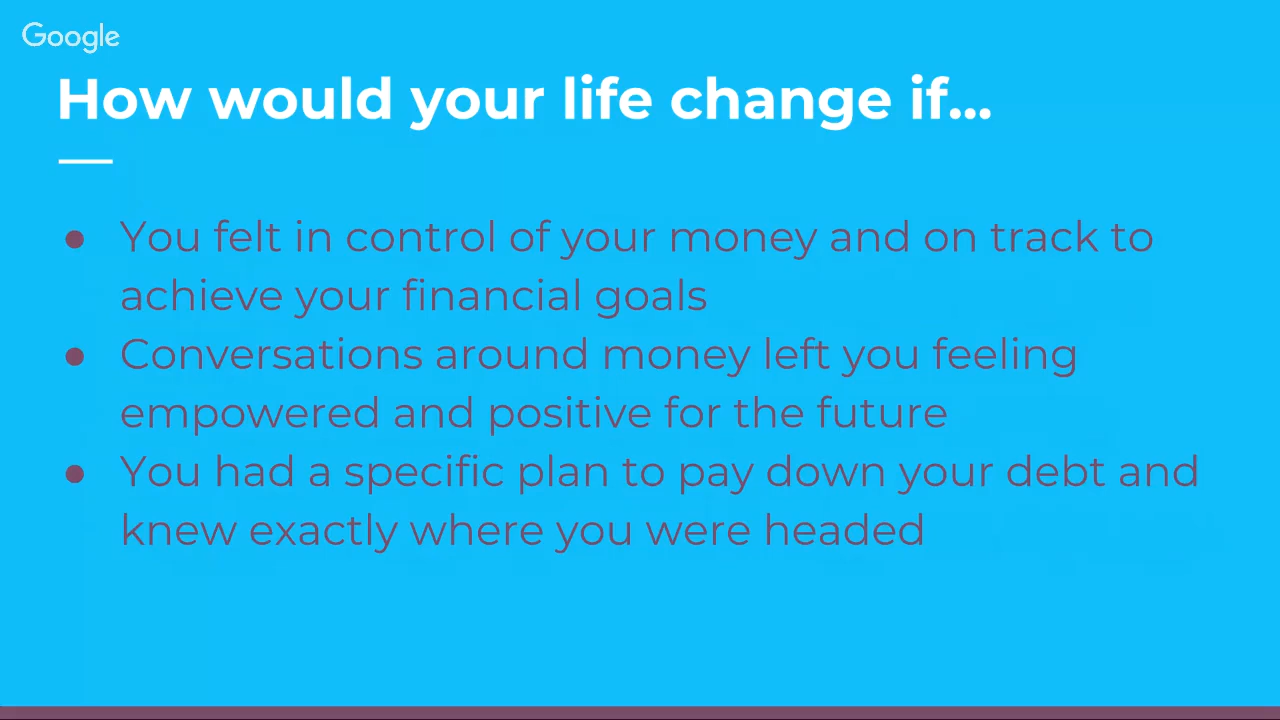 Google
How would your life change if...
● You felt in control of your money and on track to
achieve your financial goals
● Conversations around money left you feeling
empowered and positive for the future
● You had a specific plan to pay down your debt and
knew exactly where you were headed